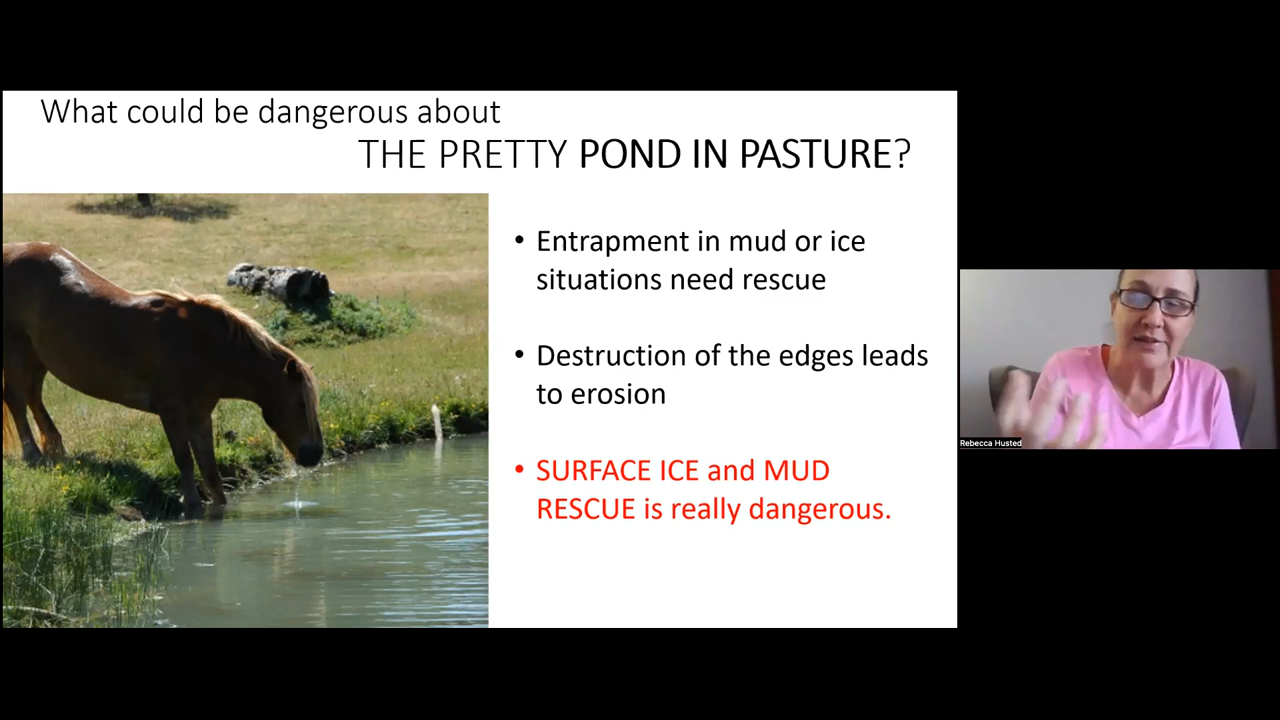 What could be dangerous about
THE PRETTY POND IN PASTURE?
• Entrapment in mud or ice
situations need rescue
• Destruction of the edges leads
to erosion
• SURFACE ICE and MUD
RESCUE is really dangerous.
Rebecca Husted